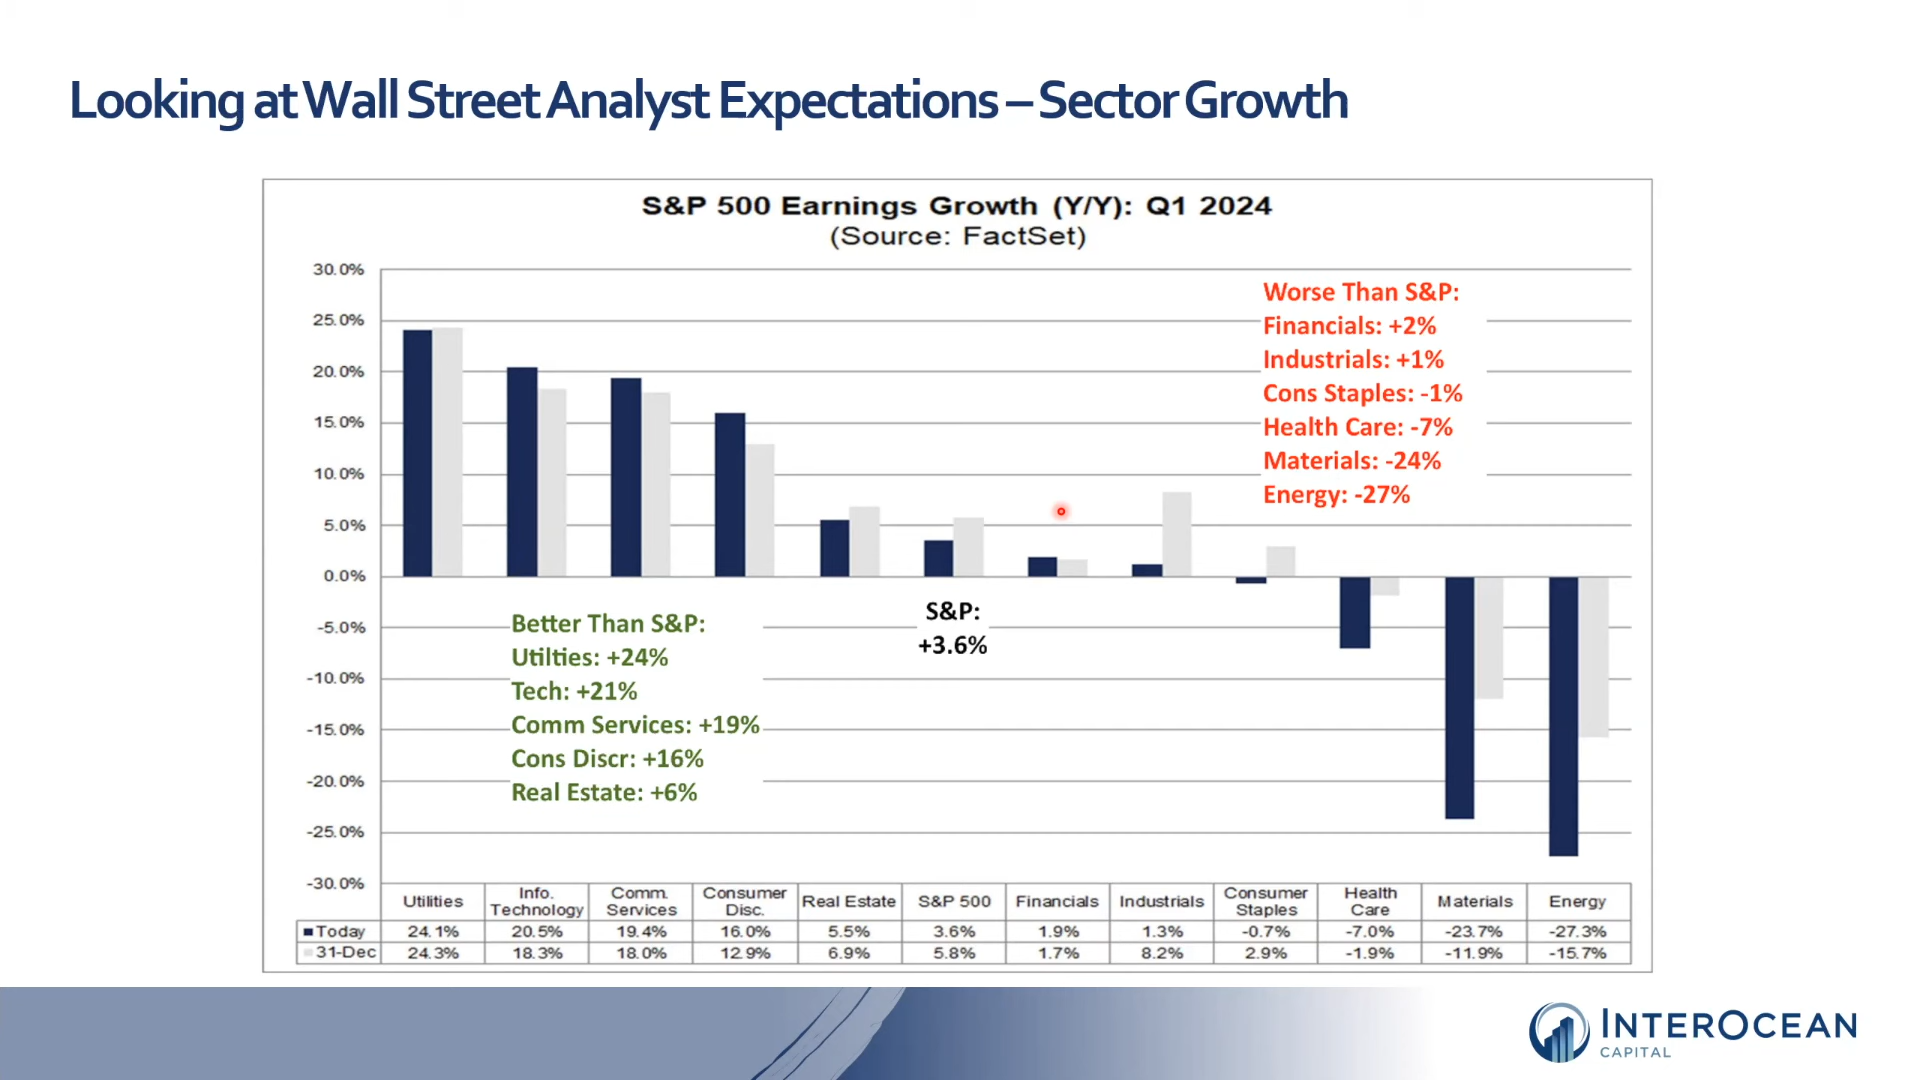 Looking at Wall Street Analyst Expectations – Sector Growth
S&P 500 Earnings Growth (Y/Y): Q1 2024
(Source: FactSet)
30.0%
25.0%
20.0%
15.0%
10.0%
5.0%
0.0%
-5.0%
-10.0%
-15.0%
-20.0%
-25.0%
-30.0%
Worse Than S&P:
Financials: +2%
Industrials: +1%
Cons Staples: -1%
Health Care: -7%
Materials: -24%
Energy: -27%
Better Than S&P:
Utilties: +24%
Tech: +21%
Comm Services: +19%
Cons Discr: +16%
Real Estate: +6%
S&P:
+3.6%
Utilities Info. Technology Comm. Services Consumer Disc. Real Estate S&P 500 Financials Industrials Consumer Staples Health Care Materials Energy
Today 24.1% 20.5% 19.4% 16.0% 5.5% 3.6% 1.9% 1.3% -0.7% -7.0% -23.7% -27.3%
31-Dec 24.3% 18.3% 18.0% 12.9% 6.9% 5.8% 1.7% 8.2% 2.9% -1.9% -11.9% -15.7%
INTEROCEAN
CAPITAL